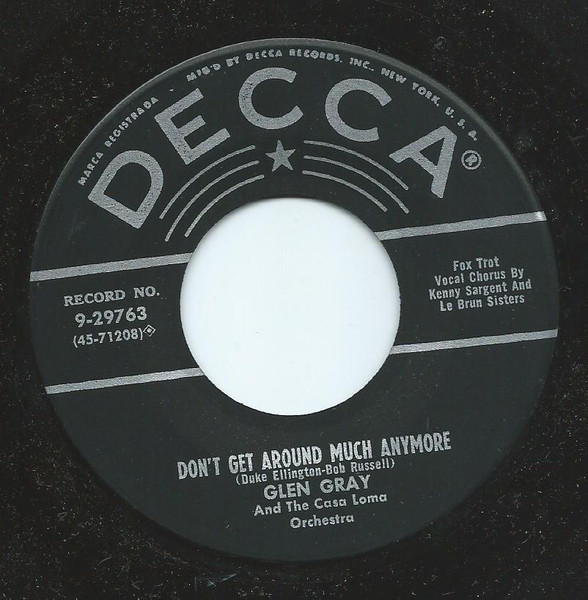 MARCA REGISTRADA · MF'G'D BY DECCA RECORDS, INC., NEW YORK, U. S. A.
DECCA®
RECORD NO.
9-29763
(45-71208)
Fox Trot
Vocal Chorus By
Kenny Sargent And
Le Brun Sisters
DON'T GET AROUND MUCH ANYMORE
(Duke Ellington-Bob Russell)
GLEN GRAY
And The Casa Loma
Orchestra